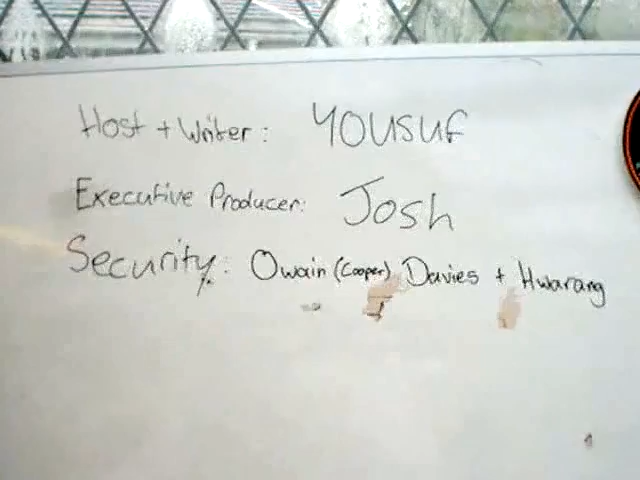 Host + Writer: YOUSUF
Executive Producer: Josh
Security: Owain (Cooper) Davies + Hwarang